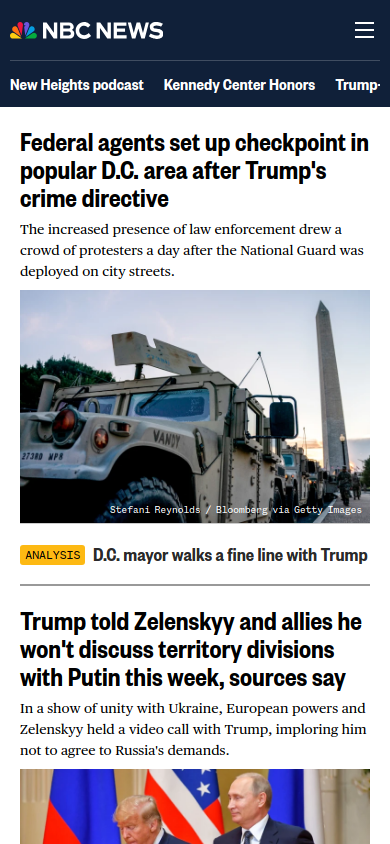 NBC NEWS
New Heights podcast Kennedy Center Honors Trump-
Federal agents set up checkpoint in
popular D.C. area after Trump's
crime directive
The increased presence of law enforcement drew a
crowd of protesters a day after the National Guard was
deployed on city streets.
VANDY
273RD MP
Stefani Reynolds / Bloomberg via Getty Images
ANALYSIS D.C. mayor walks a fine line with Trump
Trump told Zelenskyy and allies he
won't discuss territory divisions
with Putin this week, sources say
In a show of unity with Ukraine, European powers and
Zelenskyy held a video call with Trump, imploring him
not to agree to Russia's demands.